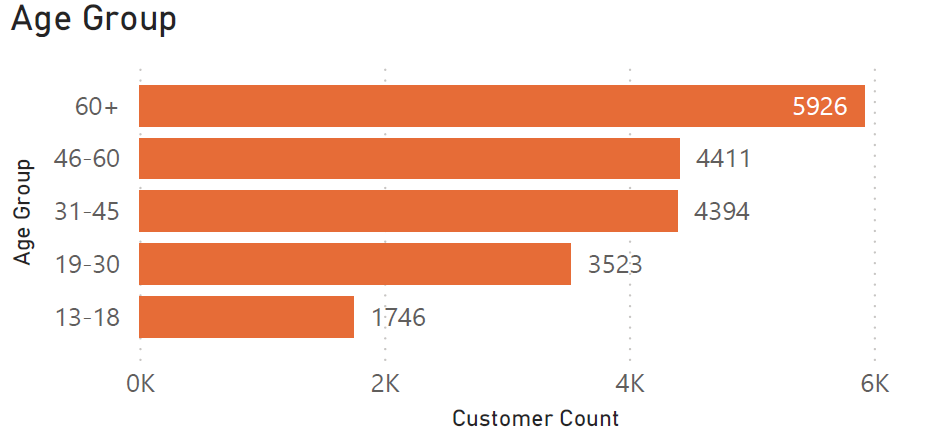 Age Group
Age Group
60+ 5926
46-60 4411
31-45 4394
19-30 3523
13-18 1746
0K 2K 4K 6K
Customer Count